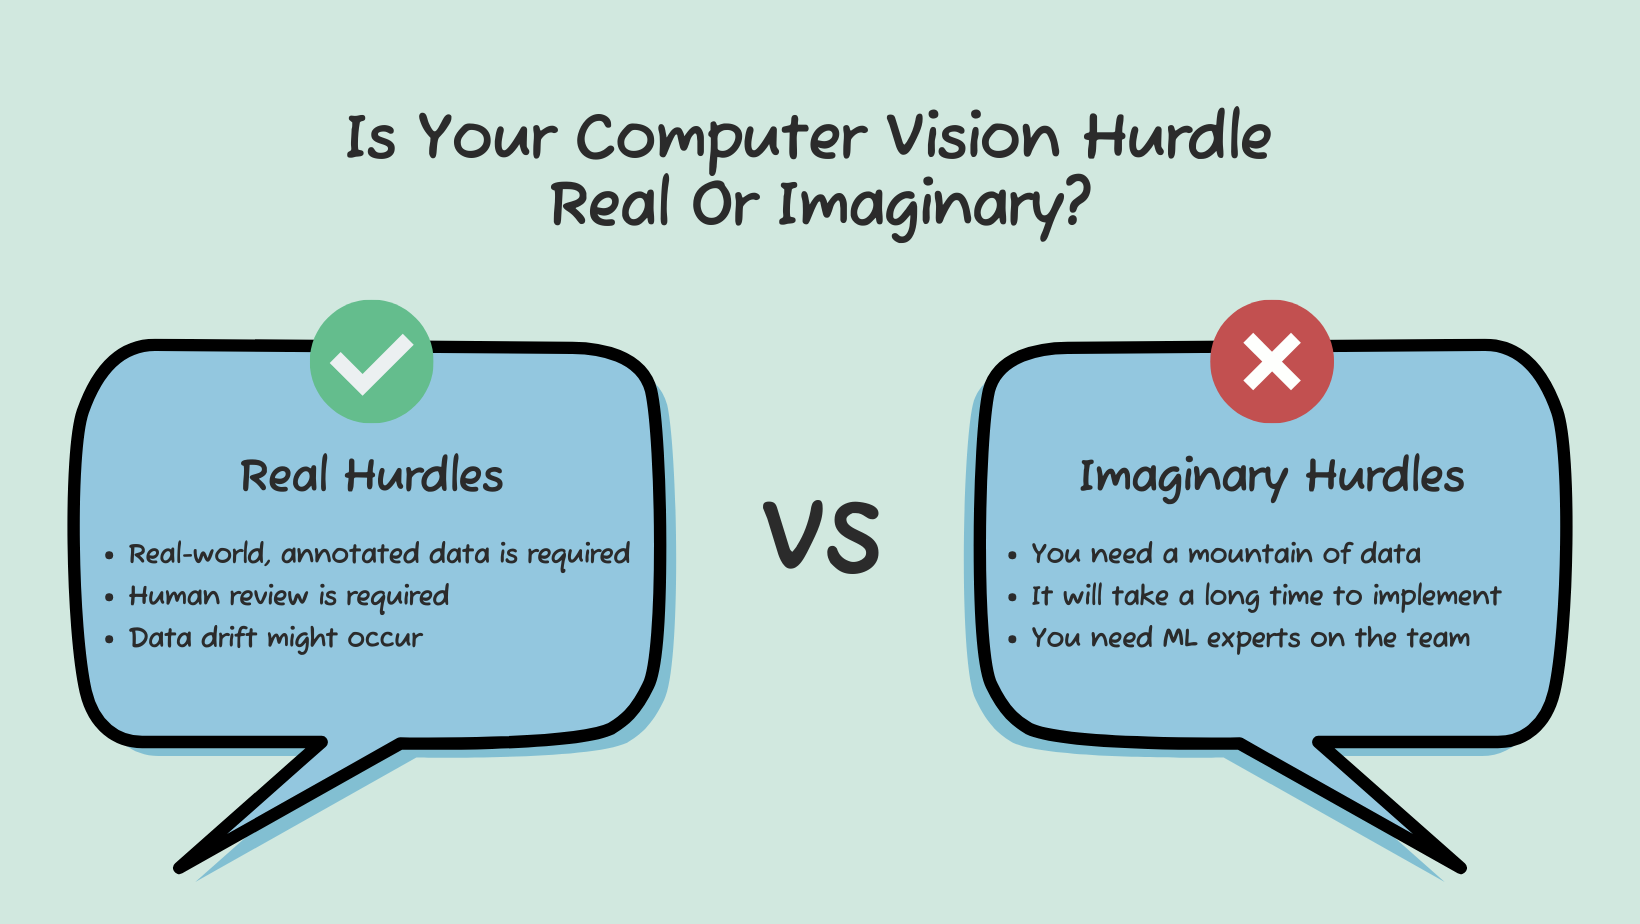 Is Your Computer Vision Hurdle
Real Or Imaginary?
Real Hurdles
• Real-world, annotated data is required
• Human review is required
• Data drift might occur
VS
Imaginary Hurdles
• You need a mountain of data
• It will take a long time to implement
• You need ML experts on the team